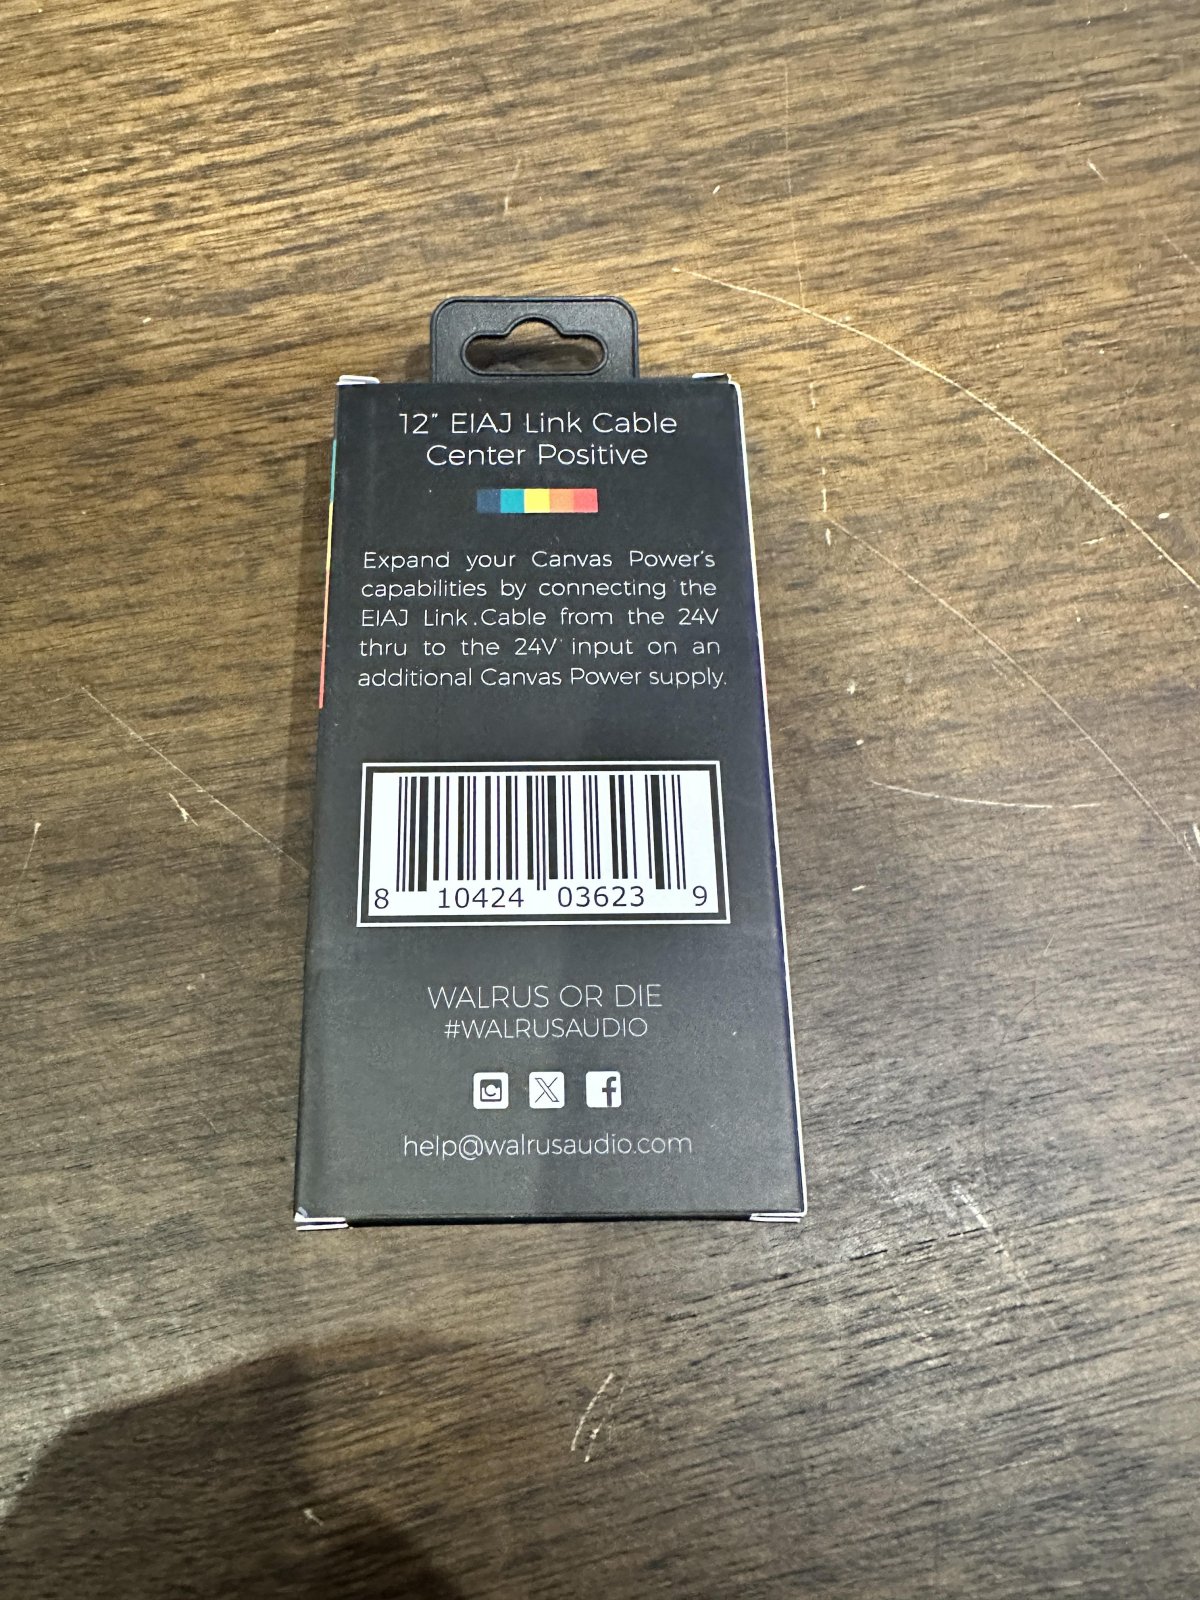 12" EIAJ Link Cable
Center Positive
Expand your Canvas Power's
capabilities by connecting the
EIAJ Link Cable from the 24V
thru to the 24V input on an
additional Canvas Power supply.
8 10424 03623 9
WALRUS OR DIE
#WALRUSAUDIO
help@walrusaudio.com